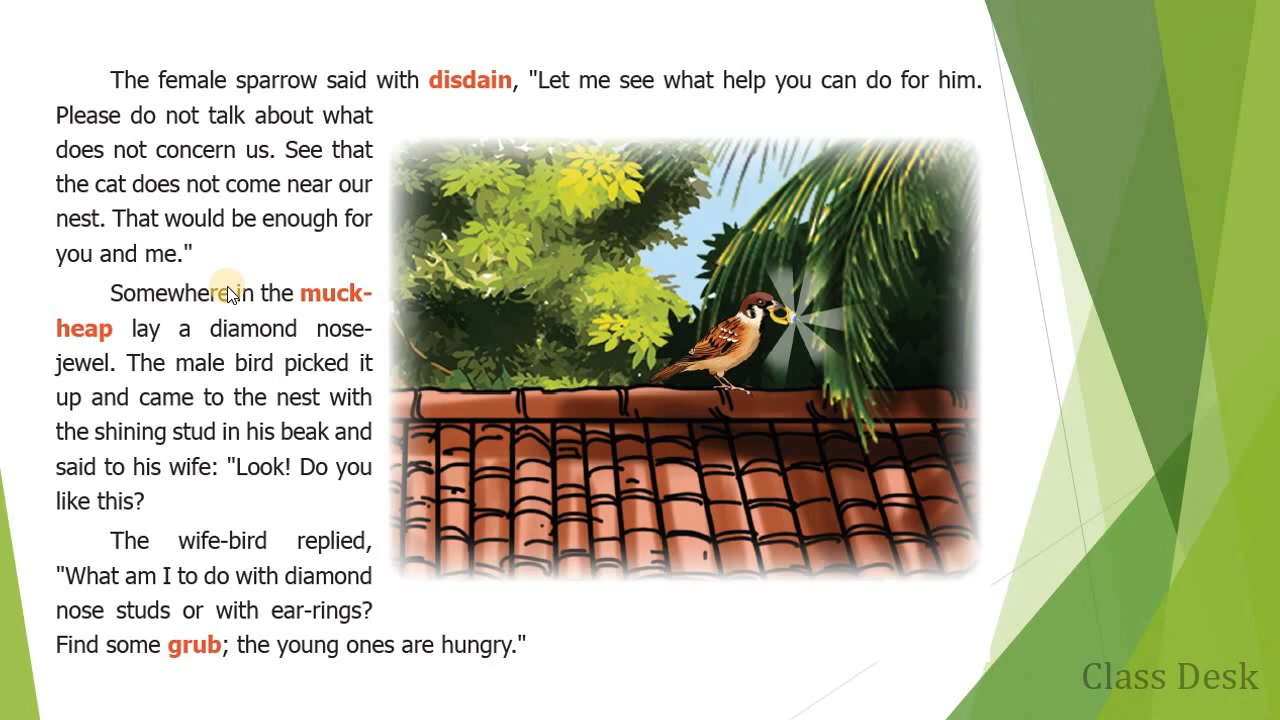 The female sparrow said with disdain, "Let me see what help you can do for him.
Please do not talk about what
does not concern us. See that
the cat does not come near our
nest. That would be enough for
you and me."
Somewhere in the muck-
heap lay a diamond nose-
jewel. The male bird picked it
up and came to the nest with
the shining stud in his beak and
said to his wife: "Look! Do you
like this?
The wife-bird replied,
"What am I to do with diamond
nose studs or with ear-rings?
Find some grub; the young ones are hungry."
Class Desk